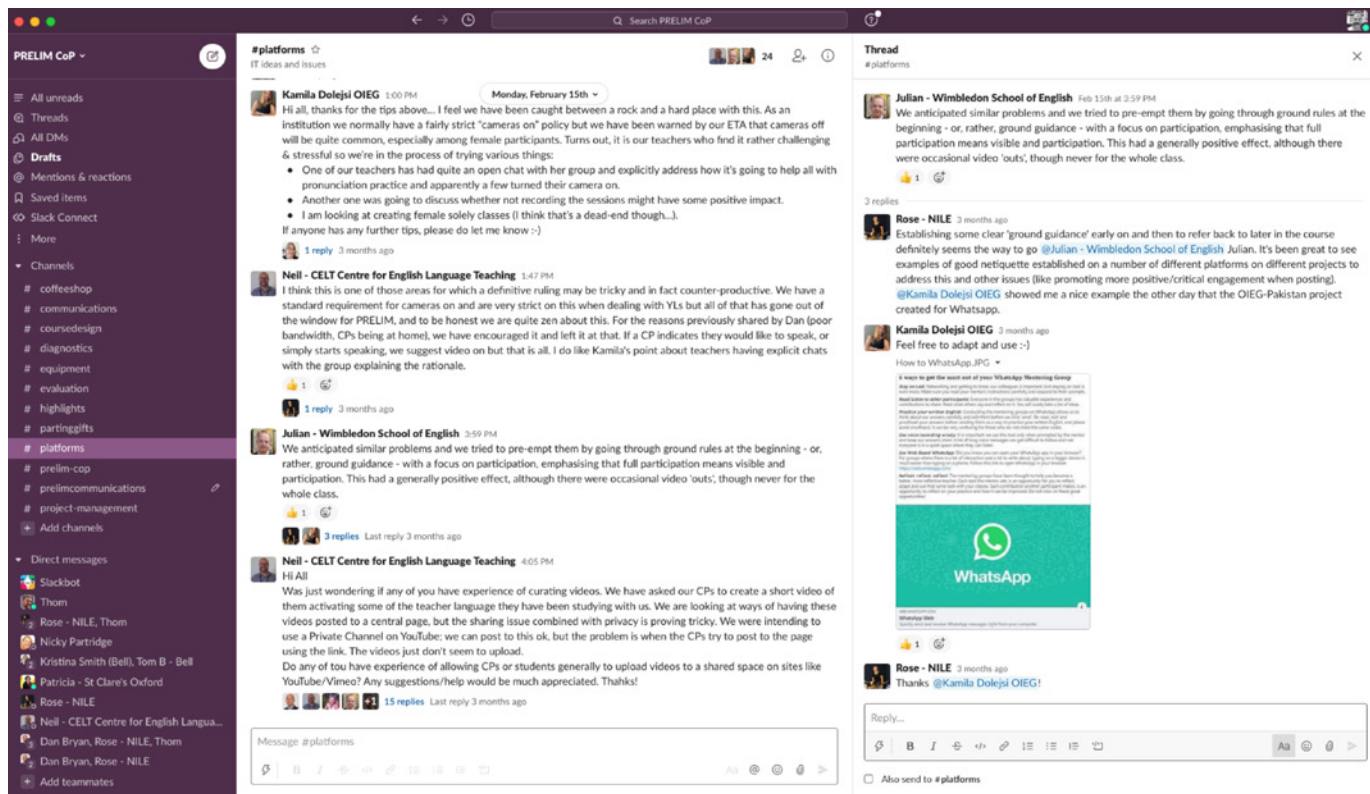 Search PRELIM CoP
PRELIM CoP
All unreads
Threads
All DMs
Drafts
Mentions & reactions
Saved items
Slack Connect
More
Channels
# coffeeshop
# communications
# coursedesign
# diagnostics
# equipment
# evaluation
# highlights
# partinggifts
# platforms
# prelim-cop
# prelimcommunications
# project-management
+ Add channels
Direct messages
Slackbot
Thom
Rose - NILE, Thom
Nicky Partridge
Kristina Smith (Bell), Tom B - Bell
Patricia - St Clare's Oxford
Rose - NILE
Neil - CELT Centre for English Langua...
Dan Bryan, Rose - NILE, Thom
Dan Bryan, Rose - NILE
+ Add teammates
#platforms
IT ideas and issues
24
Monday, February 15th
Kamila Dolejsi OIEG 1:00 PM
Hi all, thanks for the tips above... I feel we have been caught between a rock and a hard place with this. As an
institution we normally have a fairly strict "cameras on" policy but we have been warned by our ETA that cameras off
will be quite common, especially among female participants. Turns out, it is our teachers who find it rather challenging
& stressful so we're in the process of trying various things:
• One of our teachers has had quite an open chat with her group and explicitly address how it's going to help all with
pronunciation practice and apparently a few turned their camera on.
• Another one was going to discuss whether not recording the sessions might have some positive impact.
• I am looking at creating female solely classes (I think that's a dead-end though...).
If anyone has any further tips, please do let me know :-)
1 reply 3 months ago
Neil - CELT Centre for English Language Teaching 1:47 PM
I think this is one of those areas for which a definitive ruling may be tricky and in fact counter-productive. We have a
standard requirement for cameras on and are very strict on this when dealing with YLs but all of that has gone out of
the window for PRELIM, and to be honest we are quite zen about this. For the reasons previously shared by Dan (poor
bandwidth, CPs being at home), we have encouraged it and left it at that. If a CP indicates they would like to speak, or
simply starts speaking, we suggest video on but that is all. I do like Kamila's point about teachers having explicit chats
with the group explaining the rationale.
1
1 reply 3 months ago
Julian - Wimbledon School of English 3:59 PM
We anticipated similar problems and we tried to pre-empt them by going through ground rules at the beginning - or,
rather, ground guidance - with a focus on participation, emphasising that full participation means visible and
participation. This had a generally positive effect, although there were occasional video 'outs', though never for the
whole class.
1
3 replies Last reply 3 months ago
Neil - CELT Centre for English Language Teaching 4:05 PM
Hi All
Was just wondering if any of you have experience of curating videos. We have asked our CPs to create a short video of
them activating some of the teacher language they have been studying with us. We are looking at ways of having these
videos posted to a central page, but the sharing issue combined with privacy is proving tricky. We were intending to
use a Private Channel on YouTube; we can post to this ok, but the problem is when the CPs try to post to the page
using the link. The videos just don't seem to upload.
Do any of tou have experience of allowing CPs or students generally to upload videos to a shared space on sites like
YouTube/Vimeo? Any suggestions/help would be much appreciated. Thahks!
+1 15 replies Last reply 3 months ago
Message #platforms
Thread
#platforms
Julian - Wimbledon School of English Feb 15th at 3:59 PM
We anticipated similar problems and we tried to pre-empt them by going through ground rules at the
beginning - or, rather, ground guidance - with a focus on participation, emphasising that full
participation means visible and participation. This had a generally positive effect, although there
were occasional video 'outs', though never for the whole class.
1
3 replies
Rose - NILE 3 months ago
Establishing some clear 'ground guidance' early on and then to refer back to later in the course
definitely seems the way to go @Julian - Wimbledon School of English Julian. It's been great to see
examples of good netiquette established on a number of different platforms on different projects to
address this and other issues (like promoting more positive/critical engagement when posting).
@Kamila Dolejsi OIEG showed me a nice example the other day that the OIEG-Pakistan project
created for Whatsapp.
Kamila Dolejsi OIEG 3 months ago
Feel free to adapt and use :-)
How to WhatsApp.JPG
6 ways to get the most out of your WhatsApp Mentoring Group
WhatsApp
WhatsApp Web
1
Rose - NILE 3 months ago
Thanks @Kamila Dolejsi OIEG!
Reply...
Also send to #platforms